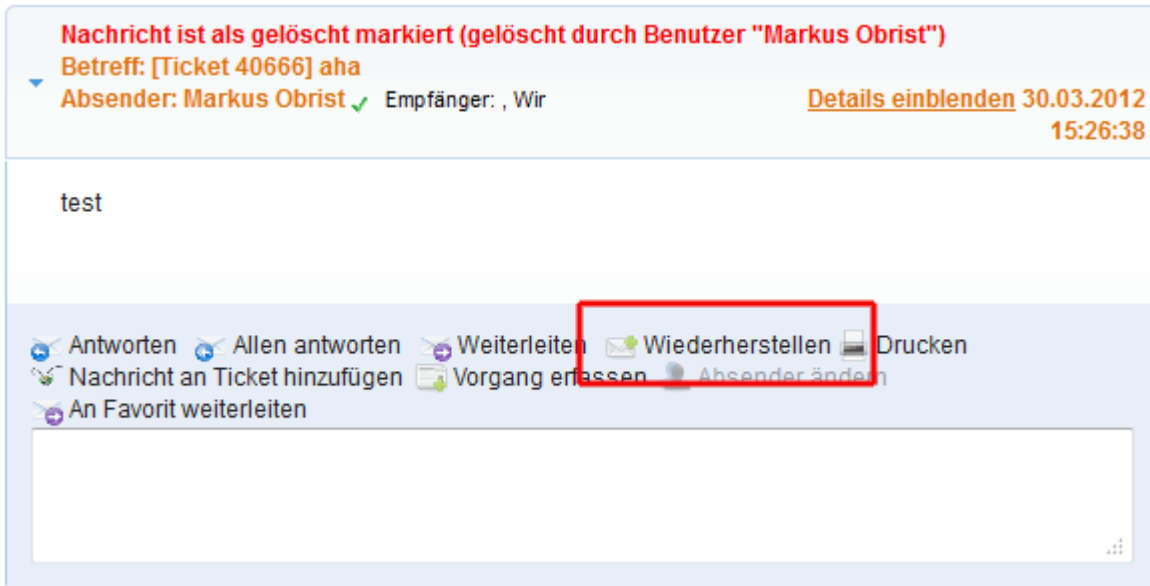 Nachricht ist als gelöscht markiert (gelöscht durch Benutzer "Markus Obrist")
Betreff: [Ticket 40666] aha
Absender: Markus Obrist Empfänger: , Wir Details einblenden 30.03.2012
15:26:38
test
Antworten Allen antworten Weiterleiten Wiederherstellen Drucken
Nachricht an Ticket hinzufügen Vorgang erfassen Absender ändern
An Favorit weiterleiten